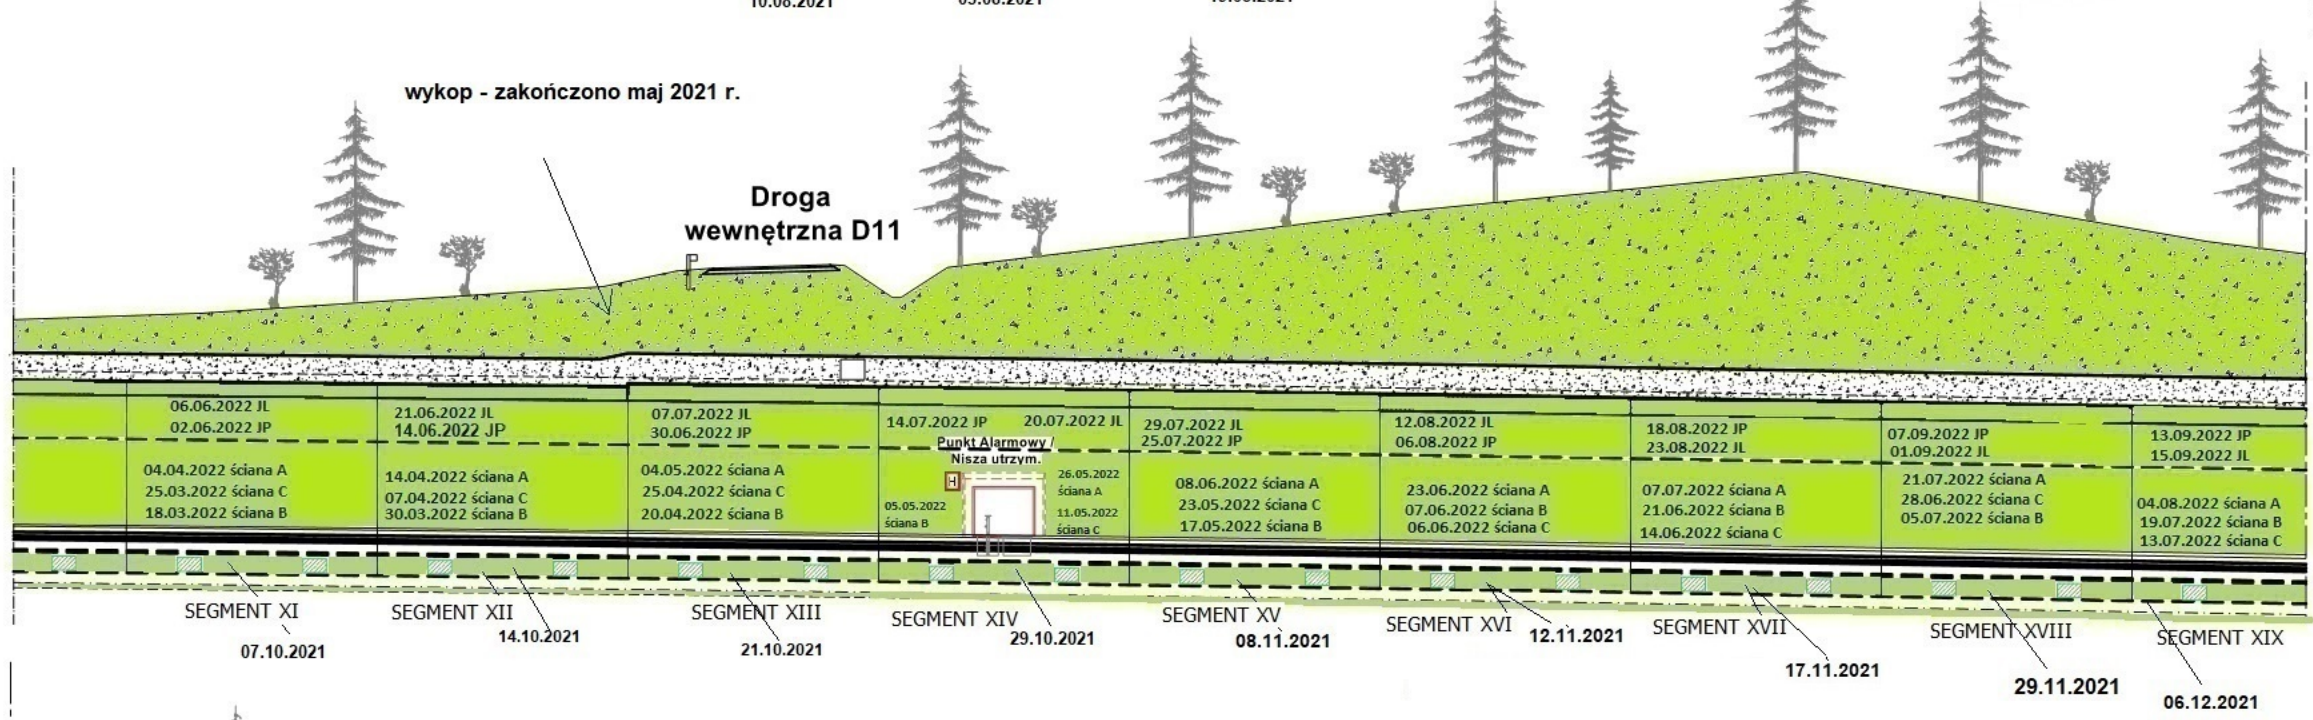 10.08.2021
wykop - zakończono maj 2021 r.
Droga
wewnętrzna D11
06.06.2022 JL
02.06.2022 JP
04.04.2022 ściana A
25.03.2022 ściana C
18.03.2022 ściana B
21.06.2022 JL
14.06.2022 JP
14.04.2022 ściana A
07.04.2022 ściana C
30.03.2022 ściana B
07.07.2022 JL
30.06.2022 JP
04.05.2022 ściana A
25.04.2022 ściana C
20.04.2022 ściana B
14.07.2022 JP
20.07.2022 JL
Punkt Alarmowy /
Nisza utrzym.
H
05.05.2022
ściana B
26.05.2022
ściana A
11.05.2022
ściana C
29.07.2022 JL
25.07.2022 JP
08.06.2022 ściana A
23.05.2022 ściana C
17.05.2022 ściana B
12.08.2022 JL
06.08.2022 JP
23.06.2022 ściana A
07.06.2022 ściana B
06.06.2022 ściana C
18.08.2022 JP
23.08.2022 JL
07.07.2022 ściana A
21.06.2022 ściana B
14.06.2022 ściana C
07.09.2022 JP
01.09.2022 JL
21.07.2022 ściana A
28.06.2022 ściana C
05.07.2022 ściana B
13.09.2022 JP
15.09.2022 JL
04.08.2022 ściana A
19.07.2022 ściana B
13.07.2022 ściana C
SEGMENT XI
07.10.2021
SEGMENT XII
14.10.2021
SEGMENT XIII
21.10.2021
SEGMENT XIV
29.10.2021
SEGMENT XV
08.11.2021
SEGMENT XVI
12.11.2021
SEGMENT XVII
17.11.2021
SEGMENT XVIII
29.11.2021
SEGMENT XIX
06.12.2021